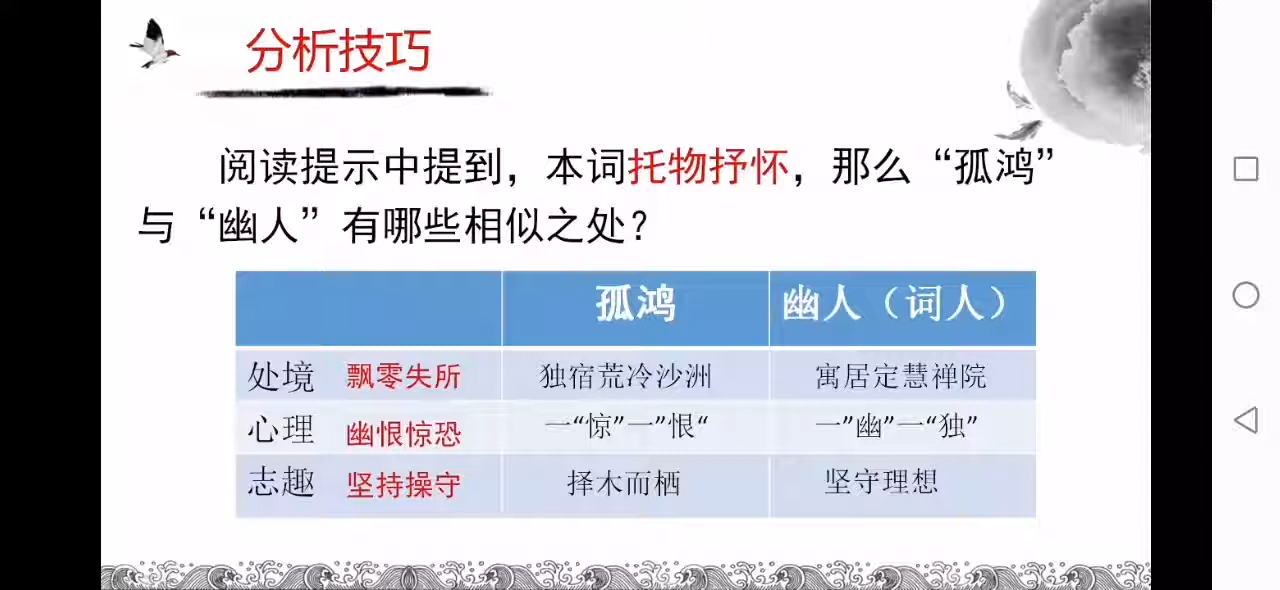 分析技巧
阅读提示中提到，本词托物抒怀，那么“孤鸿”
与“幽人”有哪些相似之处？
孤鸿 幽人（词人）
处境 飘零失所 独宿荒冷沙洲 寓居定慧禅院
心理 幽恨惊恐 一“惊”一”恨“ 一”幽”一“独”
志趣 坚持操守 择木而栖 坚守理想